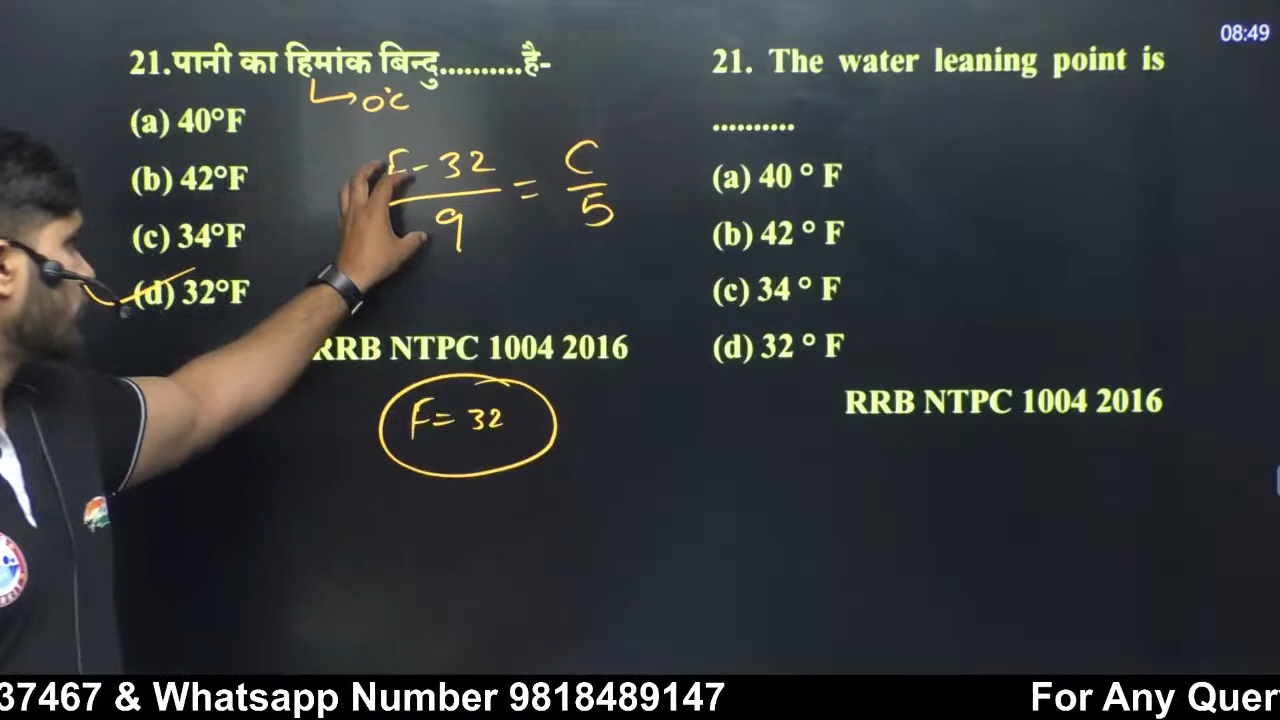 08:49
21.पानी का हिमांक बिन्दु..........है-
0°C
(a) 40°F
(b) 42°F
(c) 34°F
(d) 32°F
F - 32 / 9 = C / 5
RRB NTPC 1004 2016
F = 32
21. The water leaning point is
..........
(a) 40 ° F
(b) 42 ° F
(c) 34 ° F
(d) 32 ° F
RRB NTPC 1004 2016
37467 & Whatsapp Number 9818489147
For Any Quer